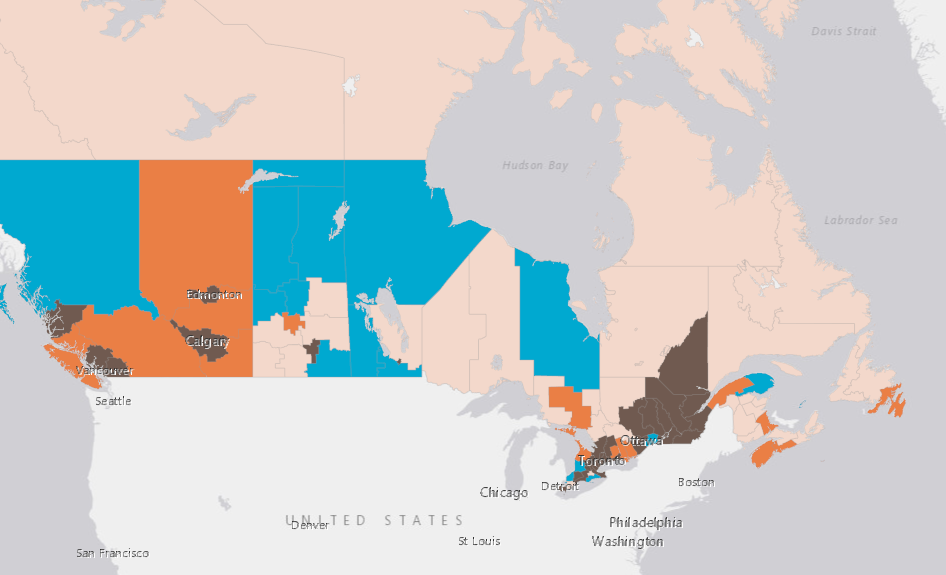 Davis Strait
Hudson Bay
Labrador Sea
Edmonton
Calgary
Vancouver
Seattle
Ottawa
Toronto
Detroit
Boston
Chicago
UNITED STATES
Denver
Philadelphia
St Louis
Washington
San Francisco